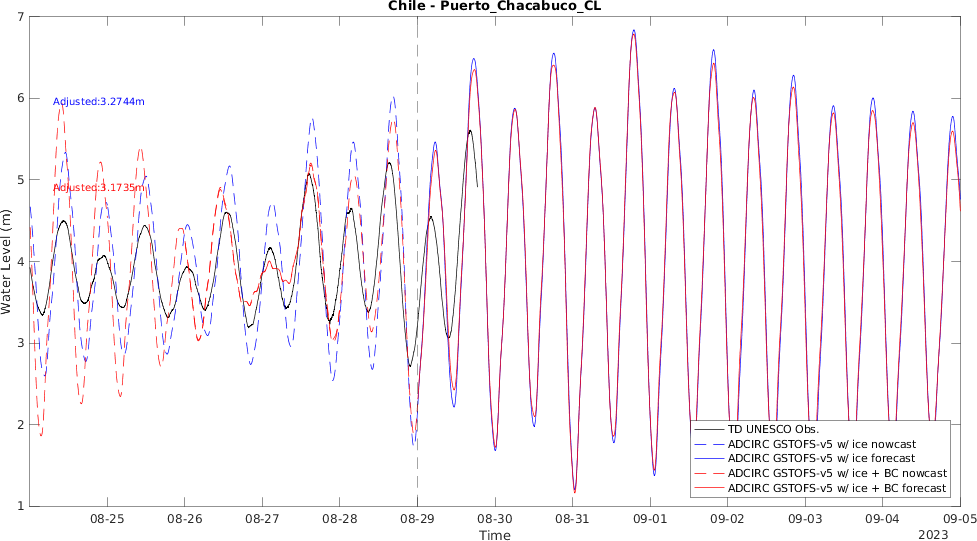 Chile - Puerto_Chacabuco_CL
7
6
5
4
3
2
1
Water Level (m)
Adjusted:3.2744m
Adjusted:3.1735m
TD UNESCO Obs.
ADCIRC GSTOFS-v5 w/ ice nowcast
ADCIRC GSTOFS-v5 w/ ice forecast
ADCIRC GSTOFS-v5 w/ ice + BC nowcast
ADCIRC GSTOFS-v5 w/ ice + BC forecast
08-25 08-26 08-27 08-28 08-29 08-30 08-31 09-01 09-02 09-03 09-04 09-05
Time
2023